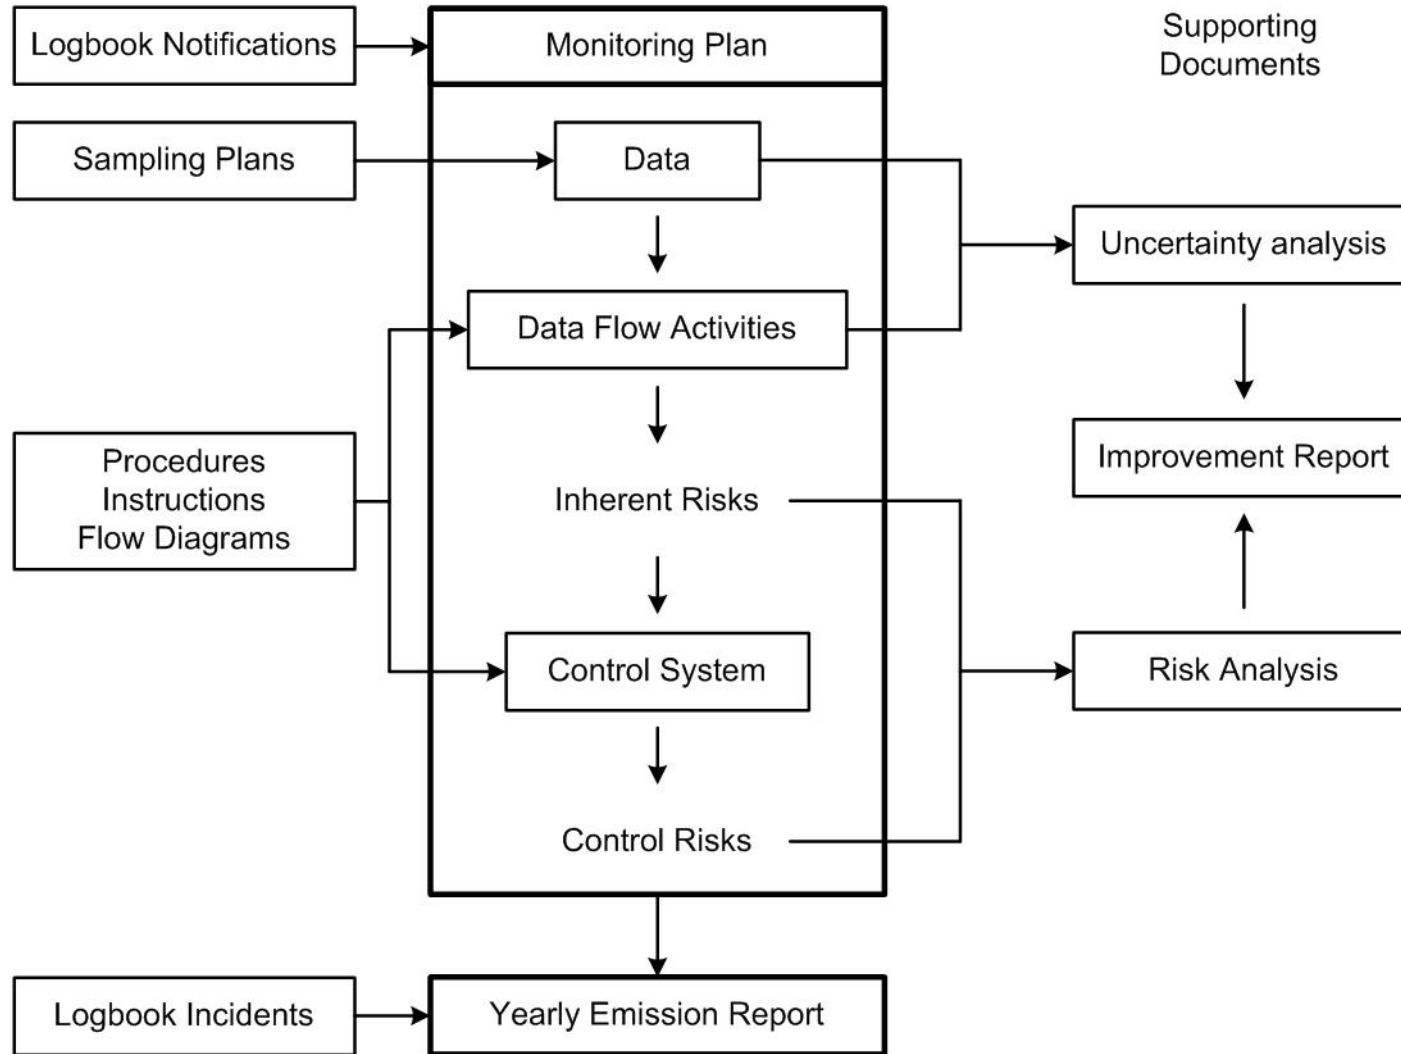 Logbook Notifications
Monitoring Plan
Supporting
Documents
Sampling Plans
Data
Uncertainty analysis
Data Flow Activities
Procedures
Instructions
Flow Diagrams
Improvement Report
Inherent Risks
Control System
Risk Analysis
Control Risks
Logbook Incidents
Yearly Emission Report